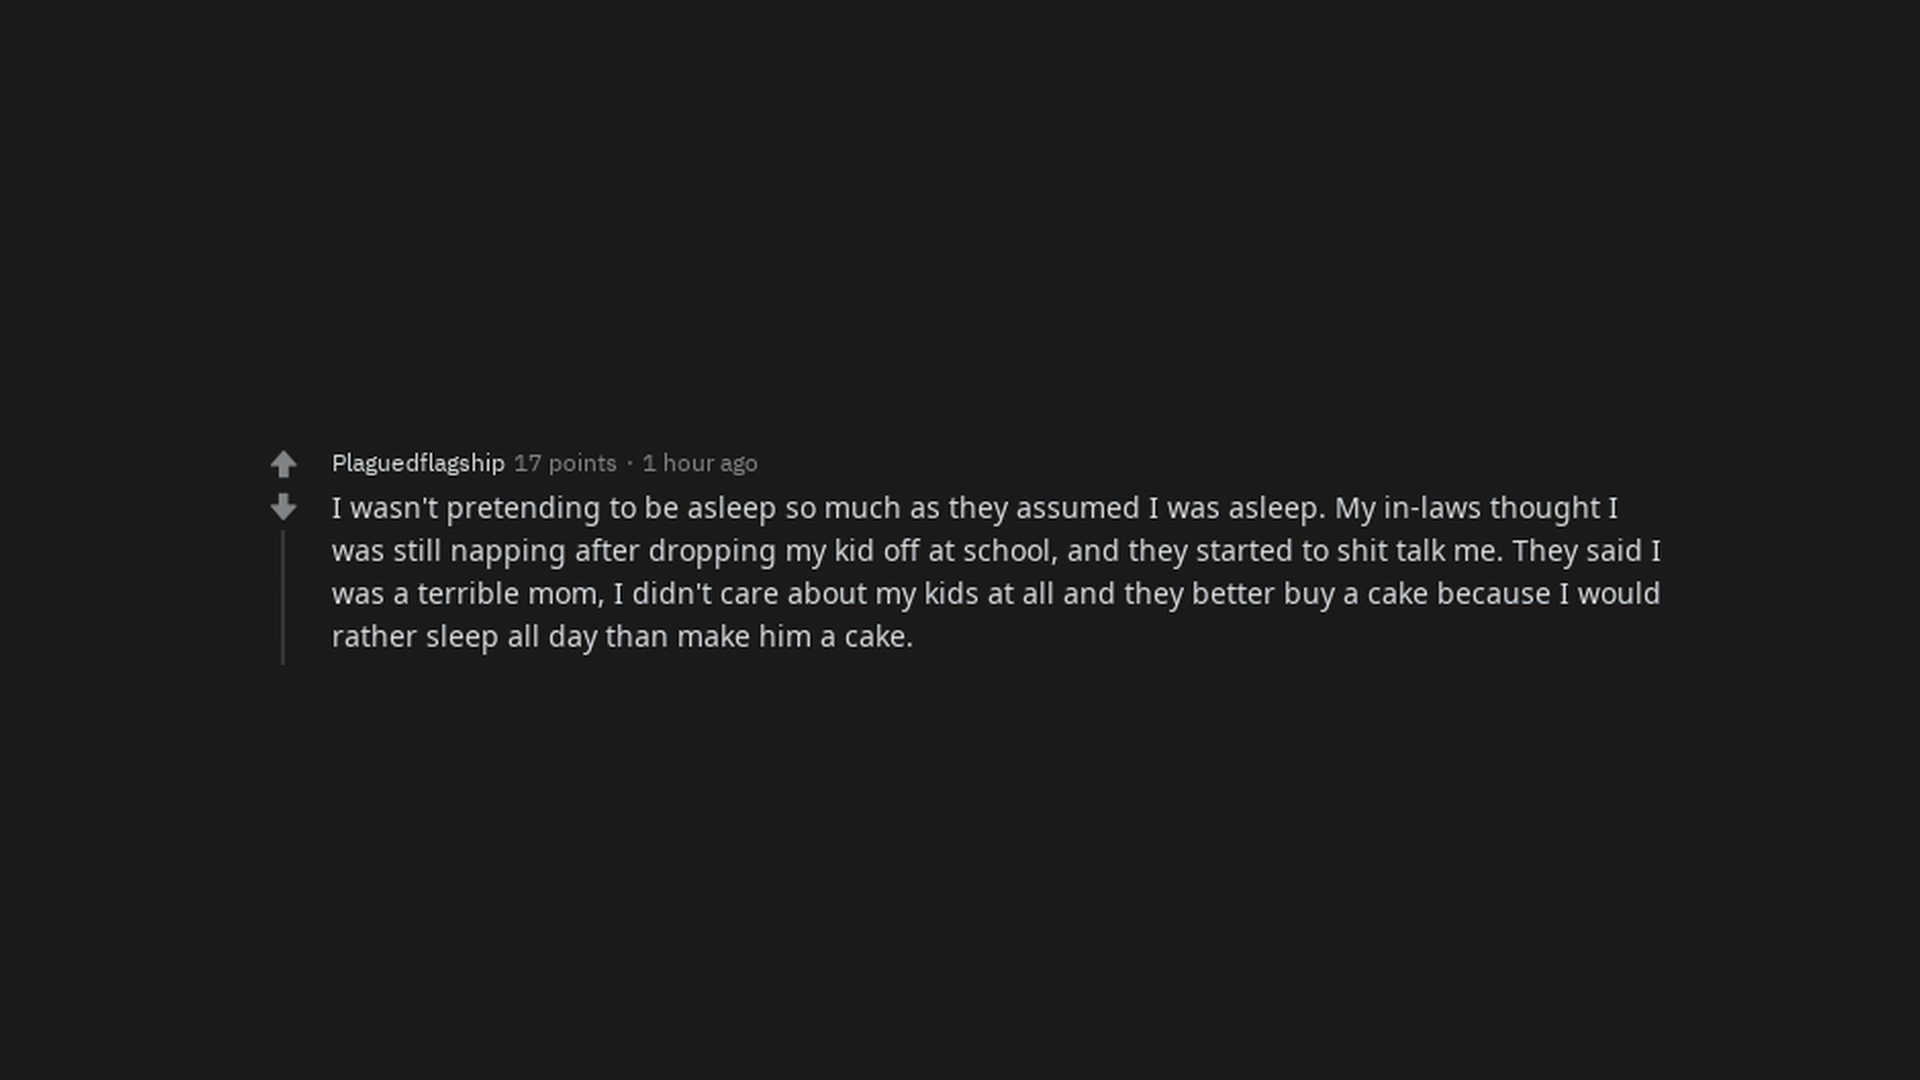 Plaguedflagship 17 points · 1 hour ago
I wasn't pretending to be asleep so much as they assumed I was asleep. My in-laws thought I
was still napping after dropping my kid off at school, and they started to shit talk me. They said I
was a terrible mom, I didn't care about my kids at all and they better buy a cake because I would
rather sleep all day than make him a cake.